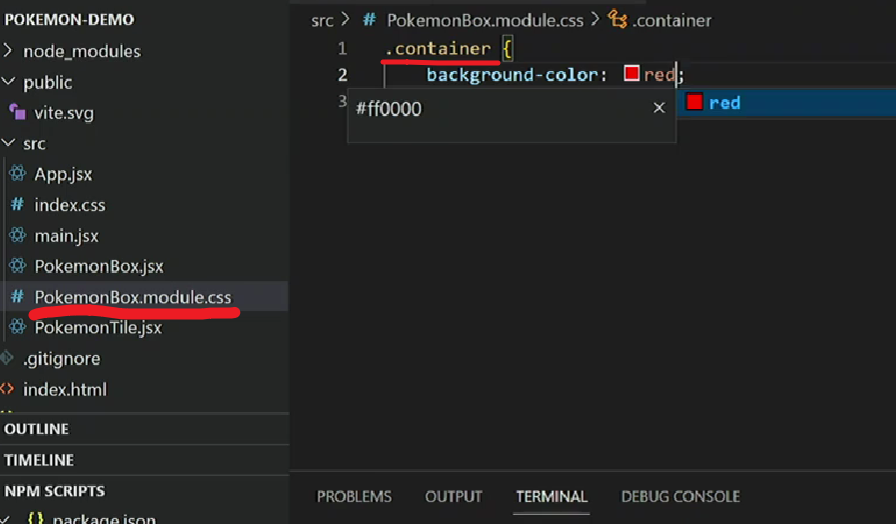 POKEMON-DEMO
node_modules
public
vite.svg
src
App.jsx
# index.css
main.jsx
PokemonBox.jsx
# PokemonBox.module.css
PokemonTile.jsx
.gitignore
<> index.html
OUTLINE
TIMELINE
NPM SCRIPTS
{} package.json
src > # PokemonBox.module.css > .container
1 .container {
2 background-color: red;
3
#ff0000 ×
red
PROBLEMS OUTPUT TERMINAL DEBUG CONSOLE